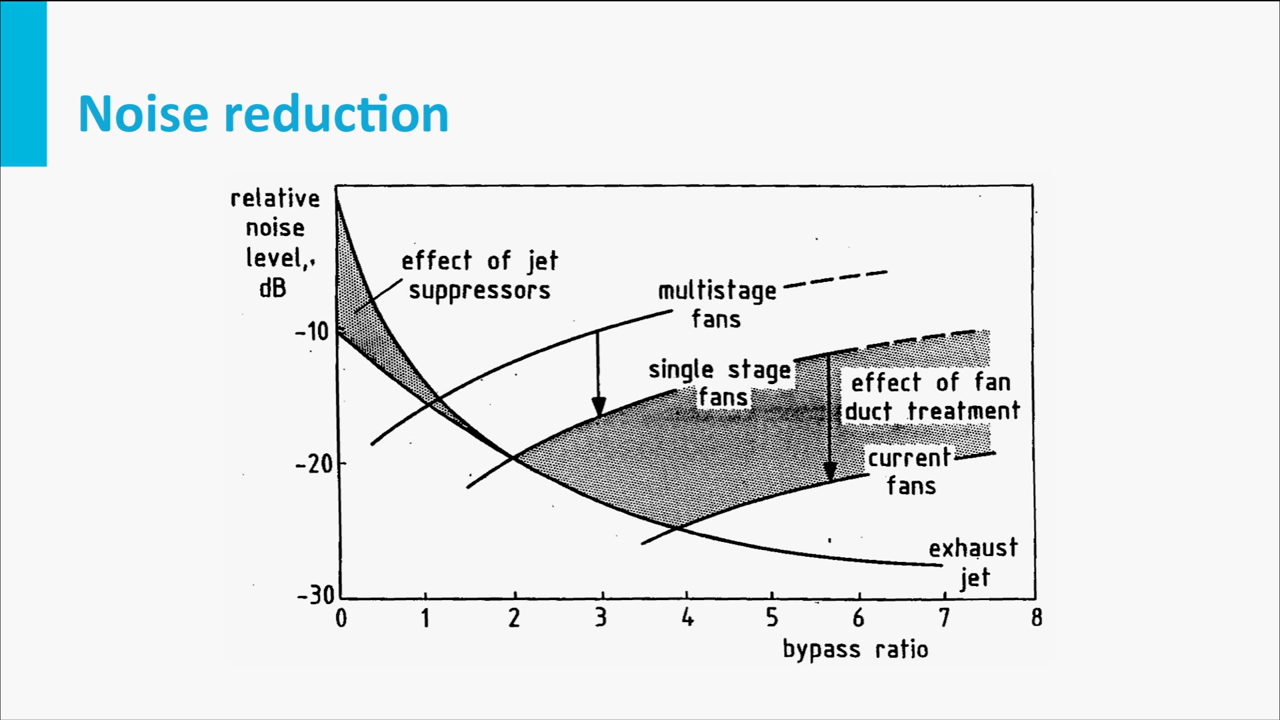 Noise reduction
relative
noise
level,
dB
effect of jet
suppressors
multistage
fans
-10
single stage
fans
effect of fan
duct treatment
-20
current
fans
exhaust
jet
-30
0 1 2 3 4 5 6 7 8
bypass ratio